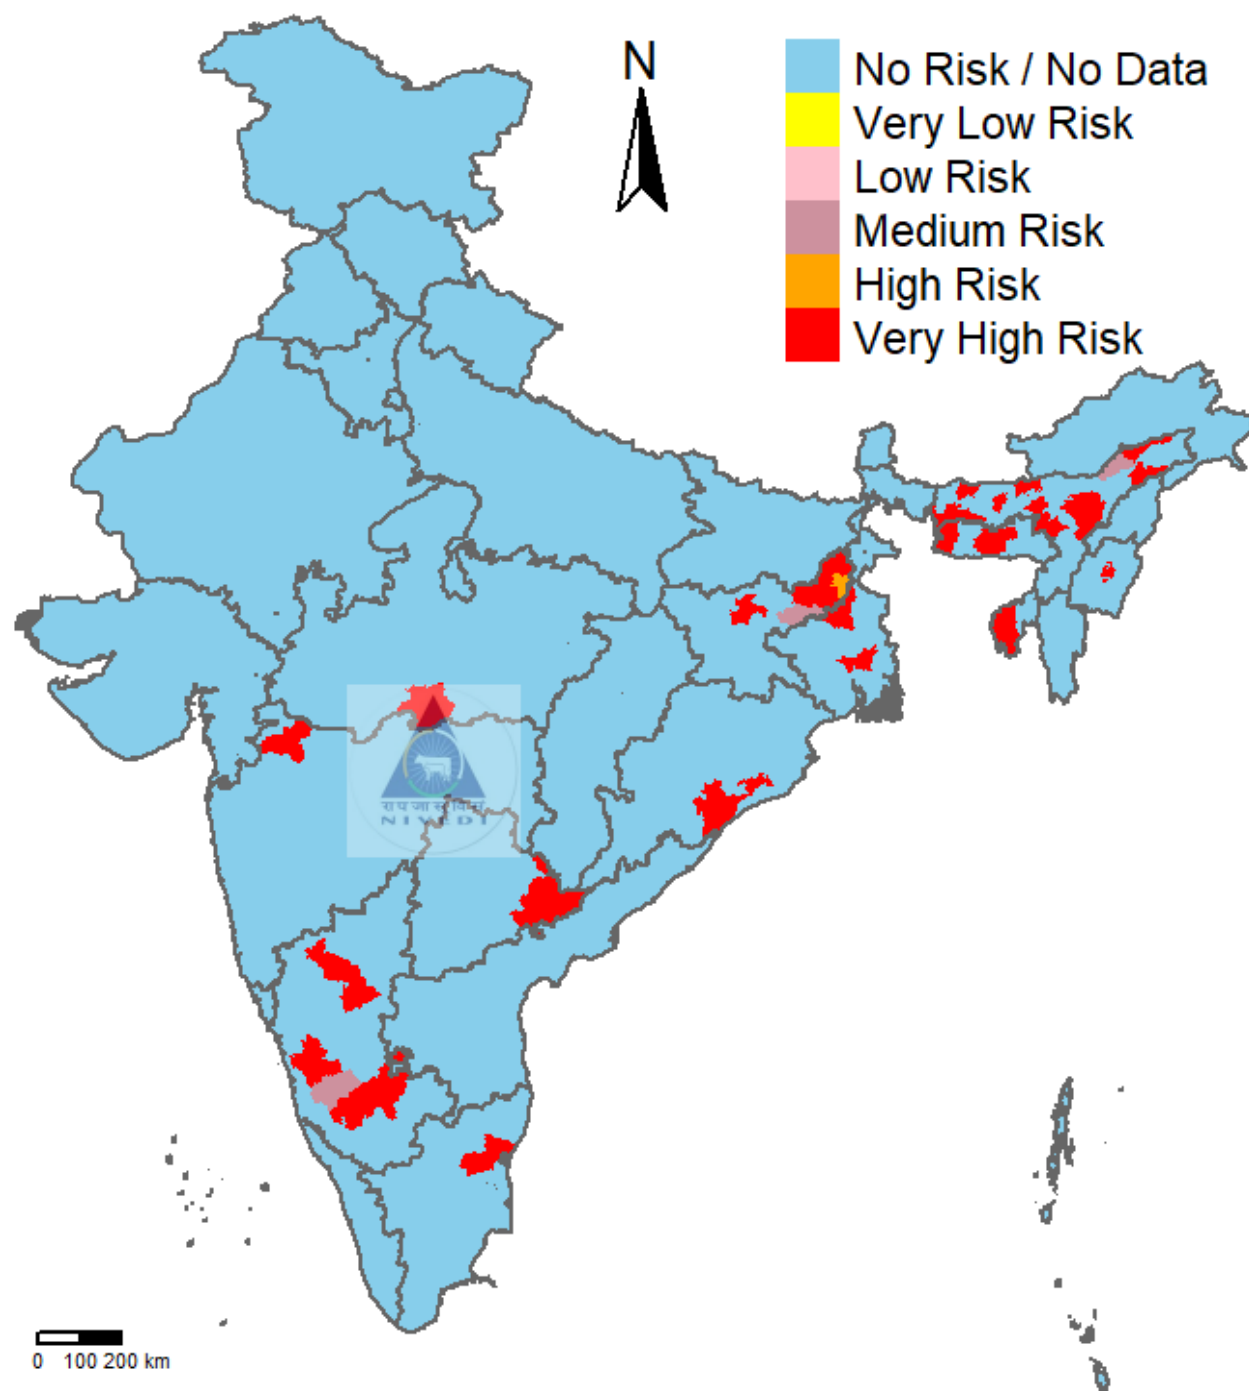 N
No Risk / No Data
Very Low Risk
Low Risk
Medium Risk
High Risk
Very High Risk
NIVEDI
0 100 200 km